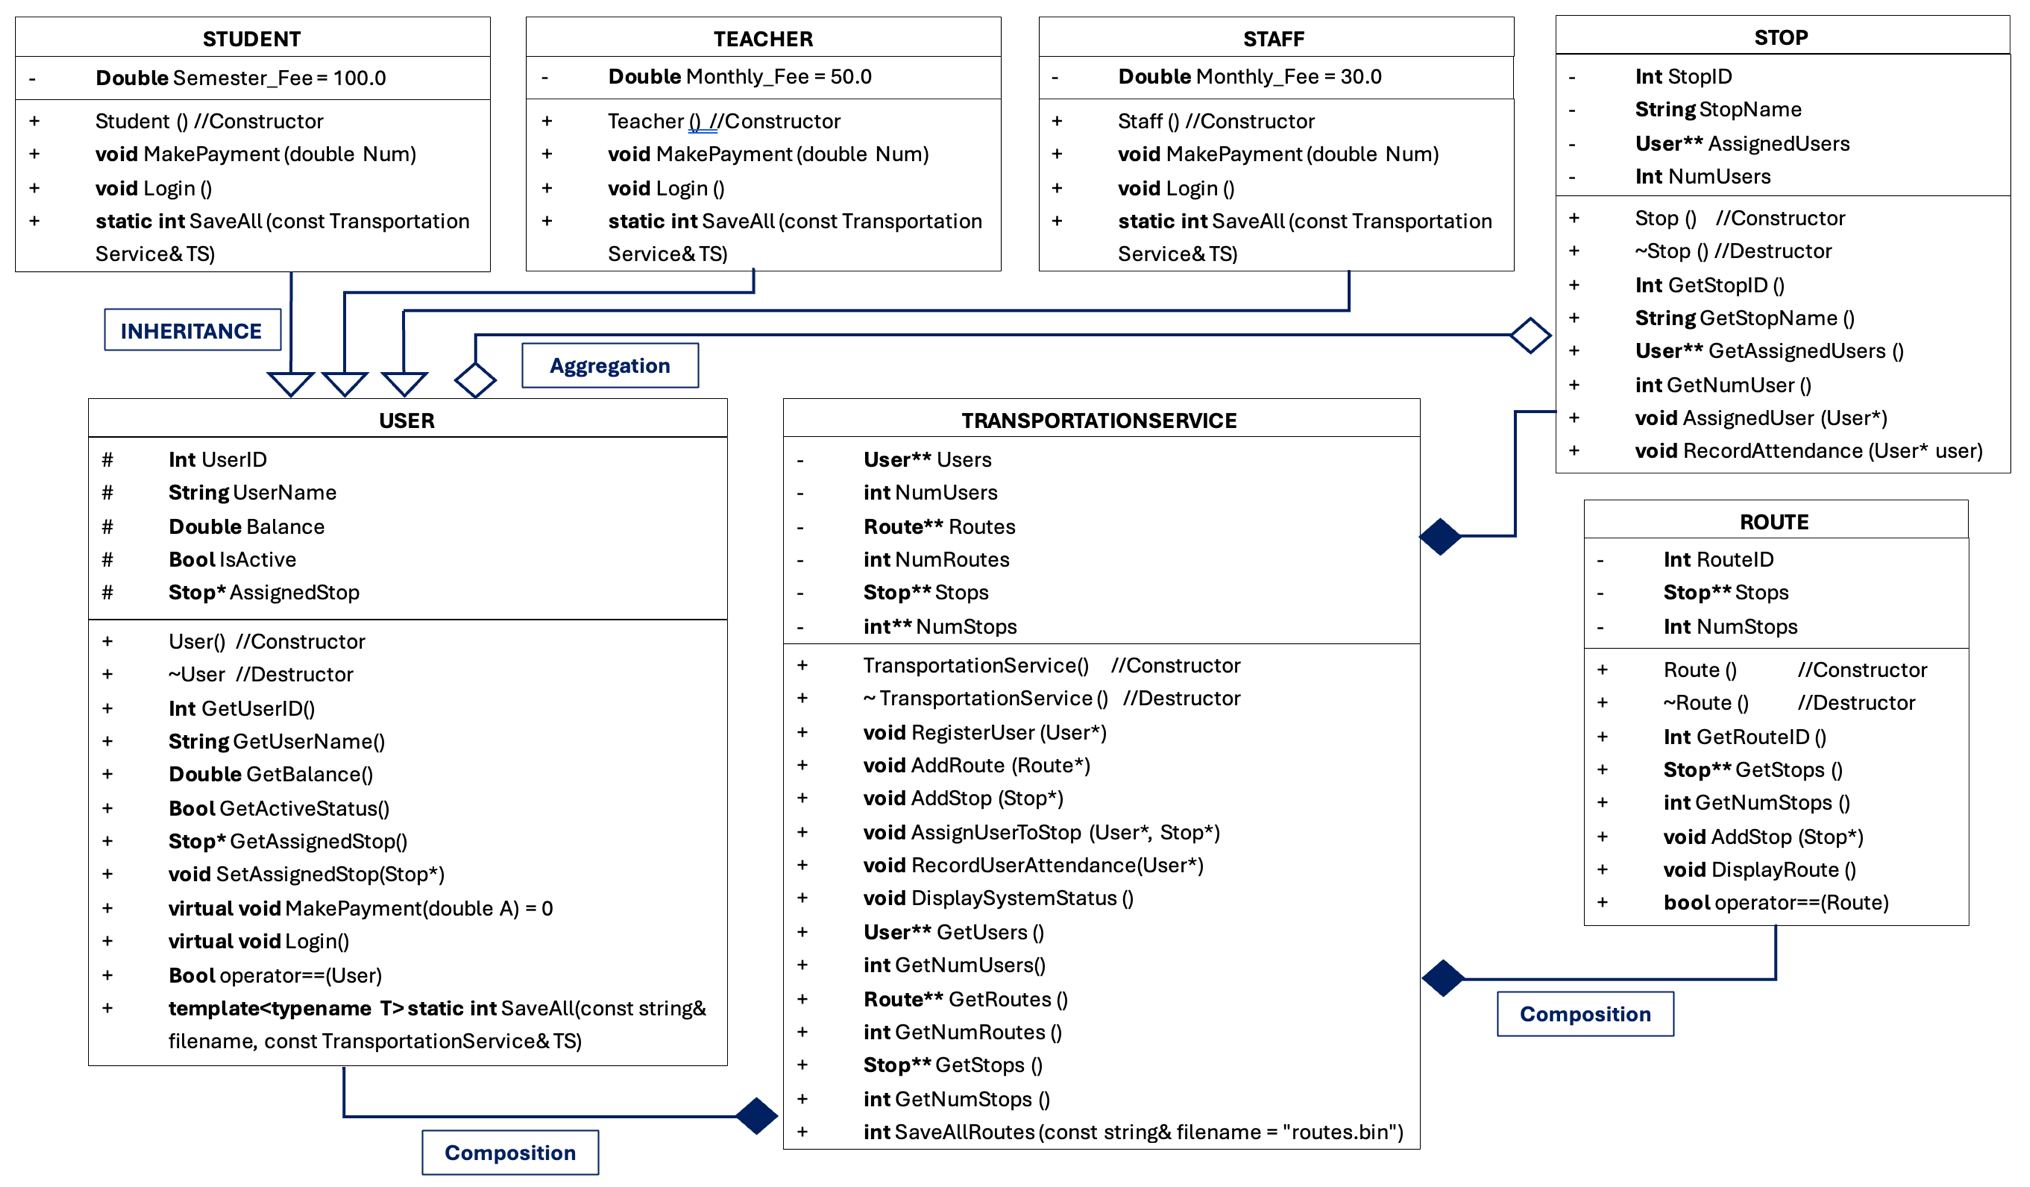 STUDENT
- Double Semester_Fee = 100.0
+ Student () //Constructor
+ void MakePayment (double Num)
+ void Login ()
+ static int SaveAll (const Transportation
Service& TS)
TEACHER
- Double Monthly_Fee = 50.0
+ Teacher () //Constructor
+ void MakePayment (double Num)
+ void Login ()
+ static int SaveAll (const Transportation
Service& TS)
STAFF
- Double Monthly_Fee = 30.0
+ Staff () //Constructor
+ void MakePayment (double Num)
+ void Login ()
+ static int SaveAll (const Transportation
Service& TS)
STOP
- Int StopID
- String StopName
- User** AssignedUsers
- Int NumUsers
+ Stop () //Constructor
+ ~Stop () //Destructor
+ Int GetStopID ()
+ String GetStopName ()
+ User** GetAssignedUsers ()
+ int GetNumUser ()
+ void AssignedUser (User*)
+ void RecordAttendance (User* user)
INHERITANCE
Aggregation
USER
# Int UserID
# String UserName
# Double Balance
# Bool IsActive
# Stop* AssignedStop
+ User() //Constructor
+ ~User //Destructor
+ Int GetUserID()
+ String GetUserName()
+ Double GetBalance()
+ Bool GetActiveStatus()
+ Stop* GetAssignedStop()
+ void SetAssignedStop(Stop*)
+ virtual void MakePayment(double A) = 0
+ virtual void Login()
+ Bool operator==(User)
+ template<typename T> static int SaveAll(const string&
filename, const TransportationService& TS)
TRANSPORTATIONSERVICE
- User** Users
- int NumUsers
- Route** Routes
- int NumRoutes
- Stop** Stops
- int** NumStops
+ TransportationService() //Constructor
+ ~ TransportationService () //Destructor
+ void RegisterUser (User*)
+ void AddRoute (Route*)
+ void AddStop (Stop*)
+ void AssignUserToStop (User*, Stop*)
+ void RecordUserAttendance(User*)
+ void DisplaySystemStatus ()
+ User** GetUsers ()
+ int GetNumUsers()
+ Route** GetRoutes ()
+ int GetNumRoutes ()
+ Stop** GetStops ()
+ int GetNumStops ()
+ int SaveAllRoutes (const string& filename = "routes.bin")
ROUTE
- Int RouteID
- Stop** Stops
- Int NumStops
+ Route () //Constructor
+ ~Route () //Destructor
+ Int GetRouteID ()
+ Stop** GetStops ()
+ int GetNumStops ()
+ void AddStop (Stop*)
+ void DisplayRoute ()
+ bool operator==(Route)
Composition
Composition